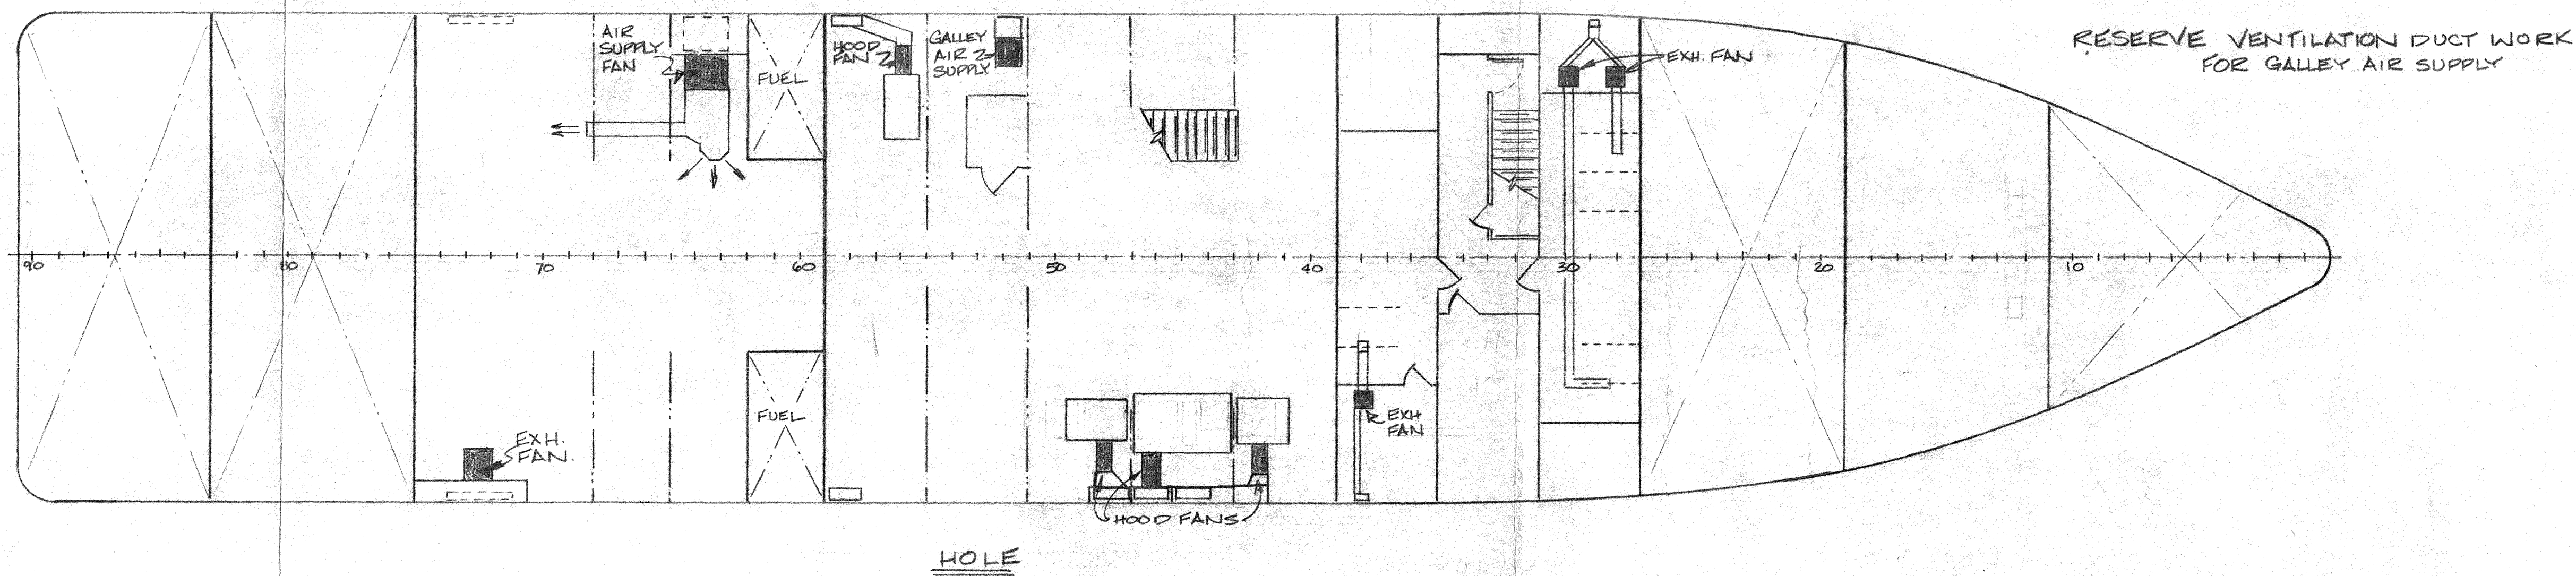 RESERVE VENTILATION DUCT WORK
FOR GALLEY AIR SUPPLY
AIR
SUPPLY
FAN
FUEL
HOOD
FAN
GALLEY
AIR
SUPPLY
EXH. FAN
90
80
70
60
50
40
30
20
10
FUEL
EXH.
FAN.
EXH
FAN
HOOD FANS
HOLE